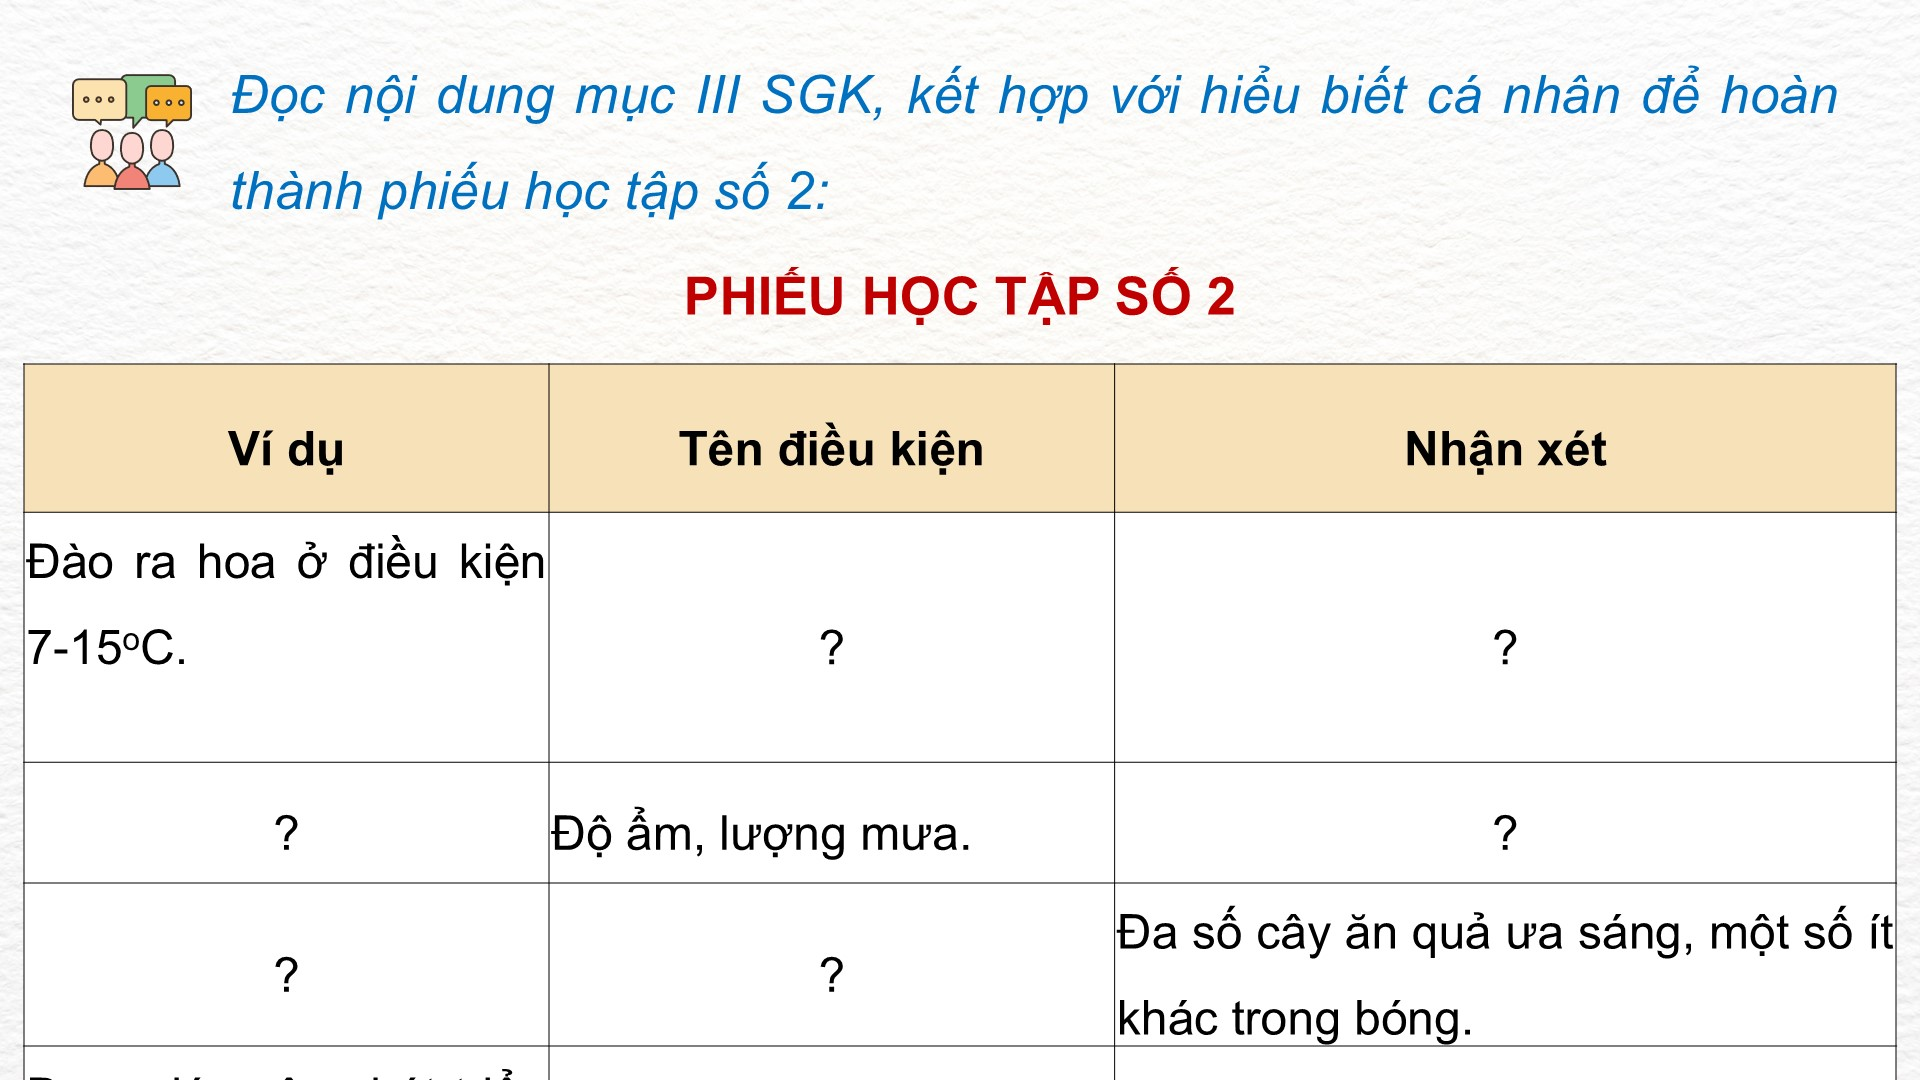 Đọc nội dung mục III SGK, kết hợp với hiểu biết cá nhân để hoàn
thành phiếu học tập số 2:
PHIẾU HỌC TẬP SỐ 2
Ví dụ
Tên điều kiện
Nhận xét
Đào ra hoa ở điều kiện
7-15ºC.
?
?
?
Độ ẩm, lượng mưa.
?
?
?
Đa số cây ăn quả ưa sáng, một số ít
khác trong bóng.